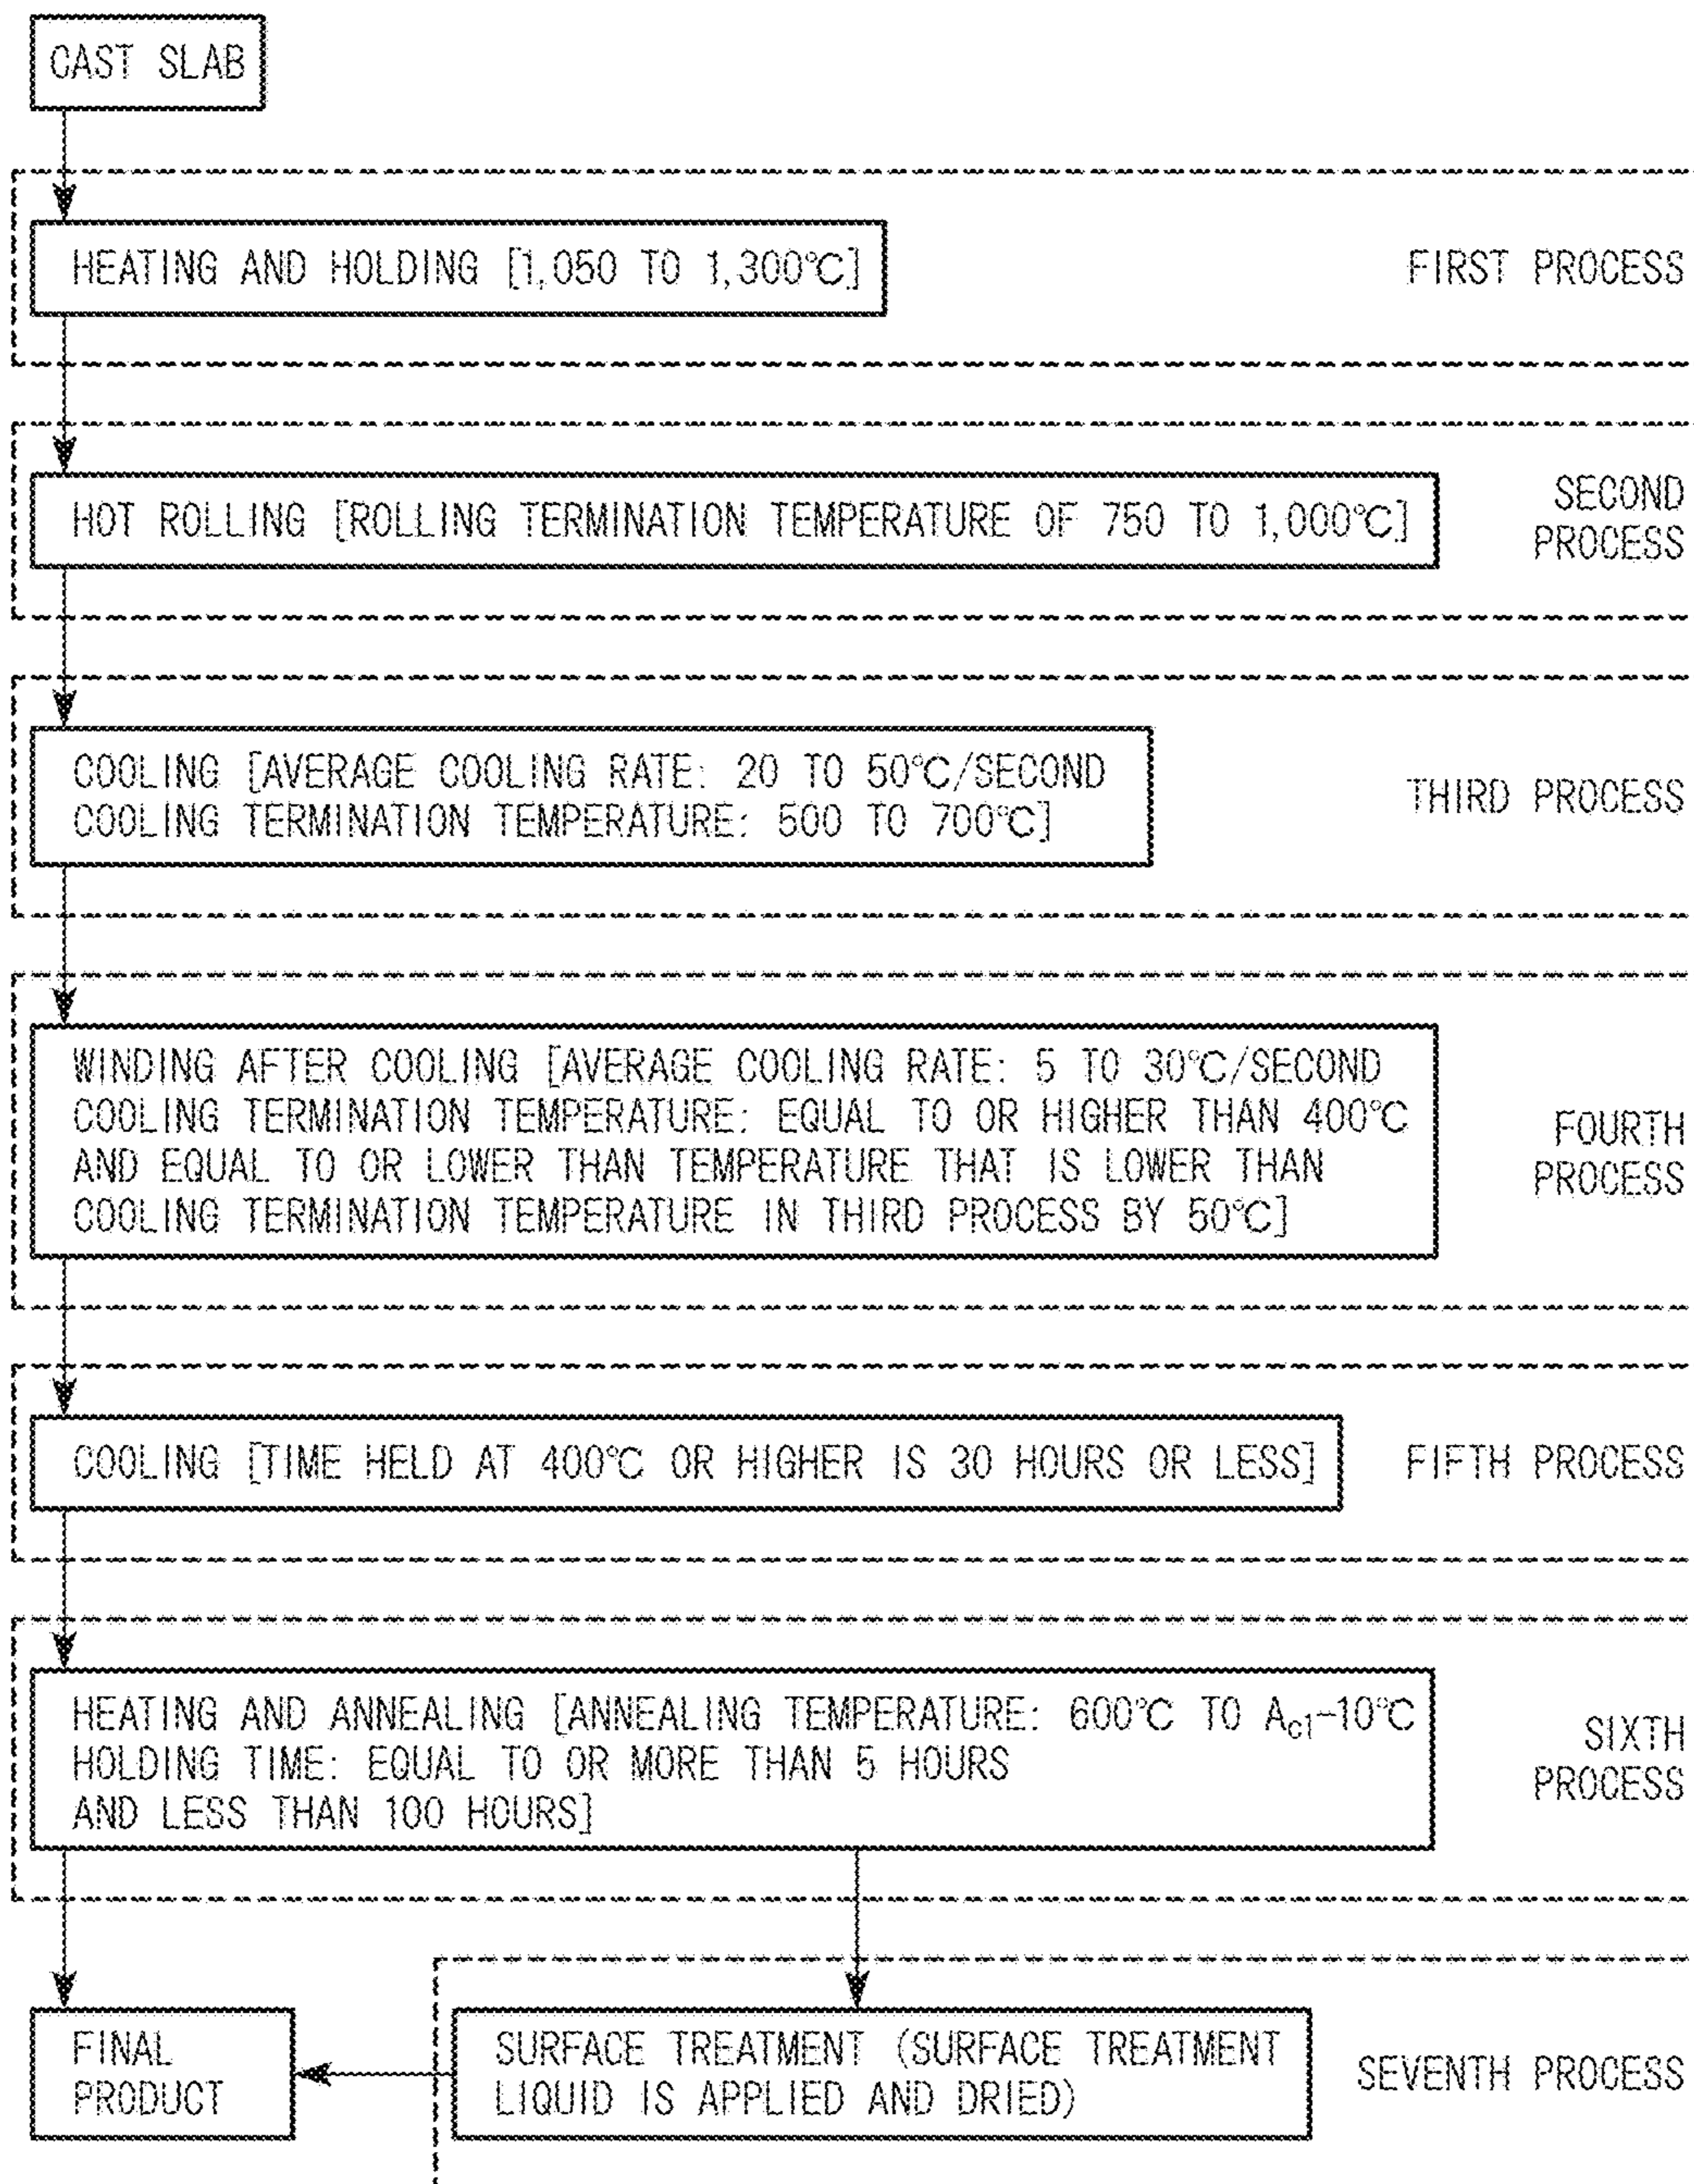 CAST SLAB
HEATING AND HOLDING [1,050 TO 1,300℃]
FIRST PROCESS
HOT ROLLING [ROLLING TERMINATION TEMPERATURE OF 750 TO 1,000℃]
SECOND
PROCESS
COOLING [AVERAGE COOLING RATE: 20 TO 50℃/SECOND
COOLING TERMINATION TEMPERATURE: 500 TO 700℃]
THIRD PROCESS
WINDING AFTER COOLING [AVERAGE COOLING RATE: 5 TO 30℃/SECOND
COOLING TERMINATION TEMPERATURE: EQUAL TO OR HIGHER THAN 400℃
AND EQUAL TO OR LOWER THAN TEMPERATURE THAT IS LOWER THAN
COOLING TERMINATION TEMPERATURE IN THIRD PROCESS BY 50℃]
FOURTH
PROCESS
COOLING [TIME HELD AT 400℃ OR HIGHER IS 30 HOURS OR LESS]
FIFTH PROCESS
HEATING AND ANNEALING [ANNEALING TEMPERATURE: 600℃ TO Ac1-10℃
HOLDING TIME: EQUAL TO OR MORE THAN 5 HOURS
AND LESS THAN 100 HOURS]
SIXTH
PROCESS
FINAL
PRODUCT
SURFACE TREATMENT (SURFACE TREATMENT
LIQUID IS APPLIED AND DRIED)
SEVENTH PROCESS